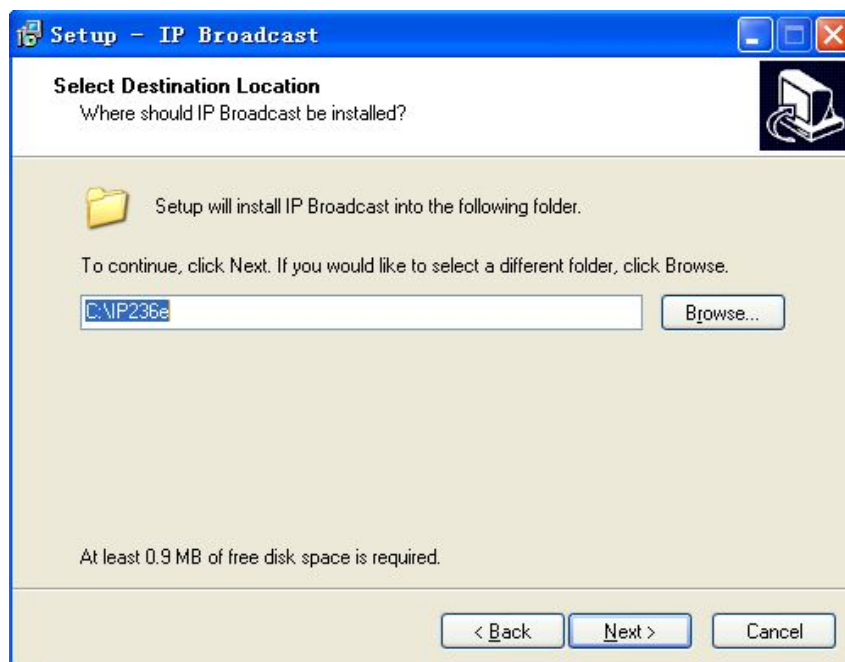 Setup - IP Broadcast
Select Destination Location
Where should IP Broadcast be installed?
Setup will install IP Broadcast into the following folder.
To continue, click Next. If you would like to select a different folder, click Browse.
C:\IP236e
Browse...
At least 0.9 MB of free disk space is required.
< Back
Next >
Cancel